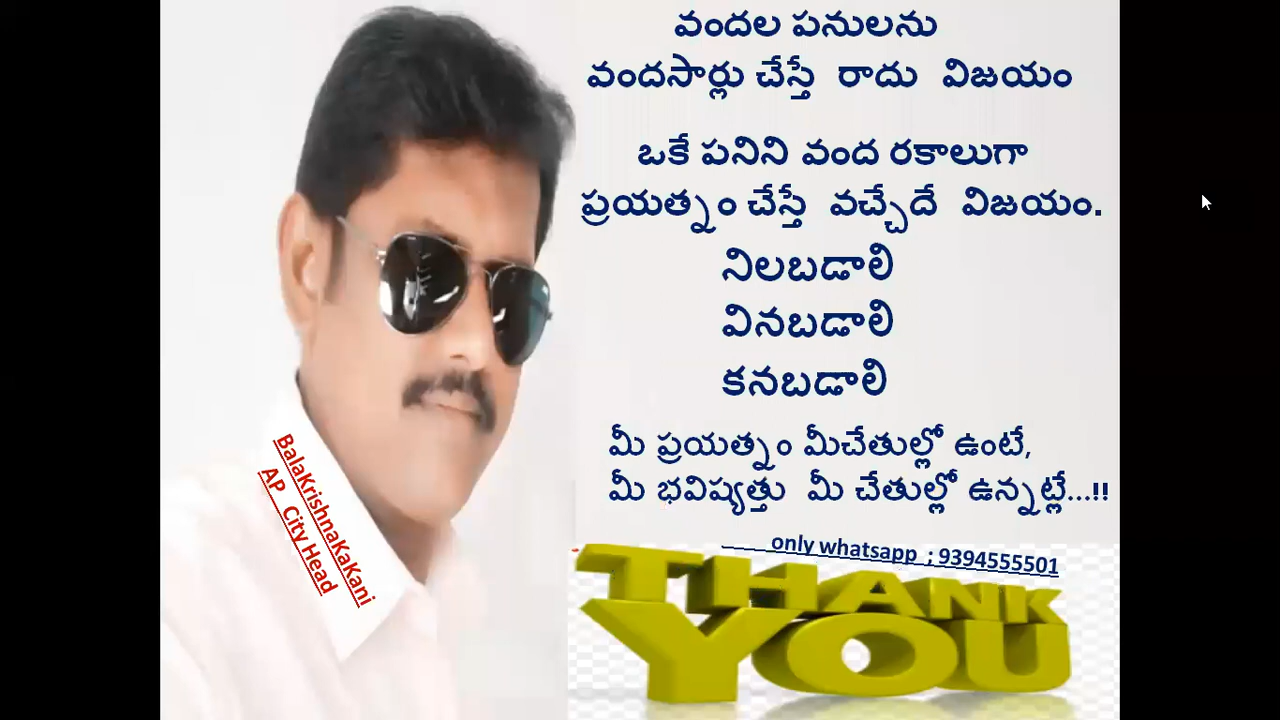 వందల పనులను
వందసార్లు చేస్తే రాదు విజయం
ఒకే పనిని వంద రకాలుగా
ప్రయత్నం చేస్తే వచ్చేదే విజయం.
నిలబడాలి
వినబడాలి
కనబడాలి
మీ ప్రయత్నం మీచేతుల్లో ఉంటే,
మీ భవిష్యత్తు మీ చేతుల్లో ఉన్నట్లే...!!
BalaKrishnaKaKani
AP City Head
only whatsapp ; 9394555501
THANK
YOU